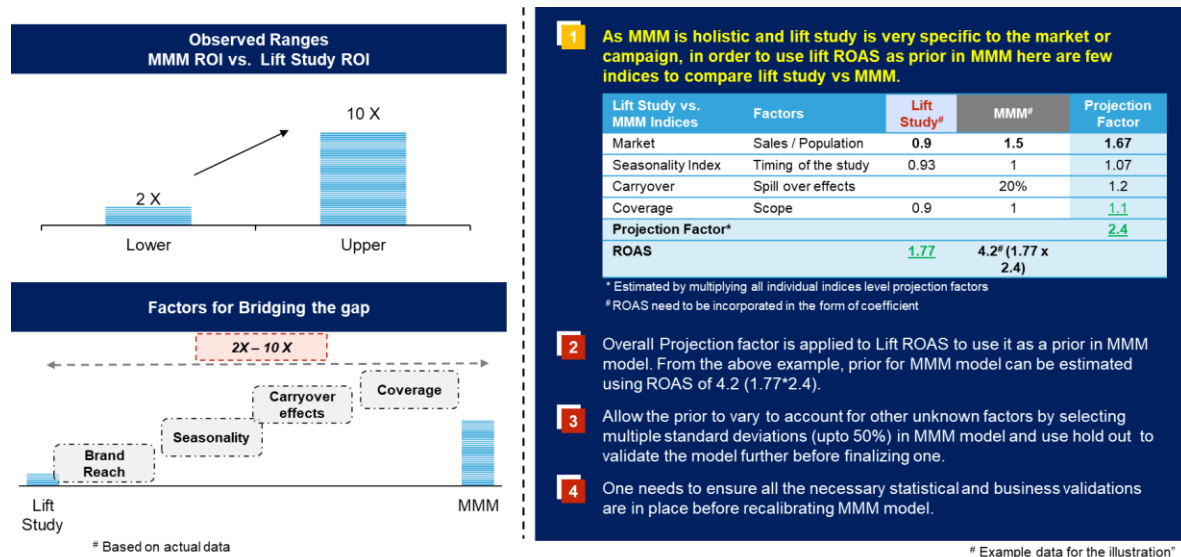 Observed Ranges
MMM ROI vs.  Lift Study ROI
10 X
2 X
Lower
Upper
Factors for Bridging the gap
2X – 10 X
Coverage
Carryover
effects
Seasonality
Brand
Reach
Lift
Study
MMM
# Based on actual data
1
As MMM is holistic and lift study is very specific to the market or
campaign, in order to use lift ROAS as prior in MMM here are few
indices to compare lift study vs MMM.
Lift Study vs. MMM Indices | Factors | Lift Study# | MMM# | Projection Factor
Market | Sales / Population | 0.9 | 1.5 | 1.67
Seasonality Index | Timing of the study | 0.93 | 1 | 1.07
Carryover | Spill over effects | 20% | 1.2
Coverage | Scope | 0.9 | 1 | 1.1
Projection Factor* | 2.4
ROAS | 1.77 | 4.2# (1.77 x 2.4)
* Estimated by multiplying all individual indices level projection factors
# ROAS need to be incorporated in the form of coefficient
2
Overall Projection factor is applied to Lift ROAS to use it as a prior in MMM
model. From the above example, prior for MMM model can be estimated
using ROAS of 4.2 (1.77*2.4).
3
Allow the prior to vary to account for other unknown factors by selecting
multiple standard deviations (upto 50%) in MMM model and use hold out to
validate the model further before finalizing one.
4
One needs to ensure all the necessary statistical and business validations
are in place before recalibrating MMM model.
# Example data for the illustration"